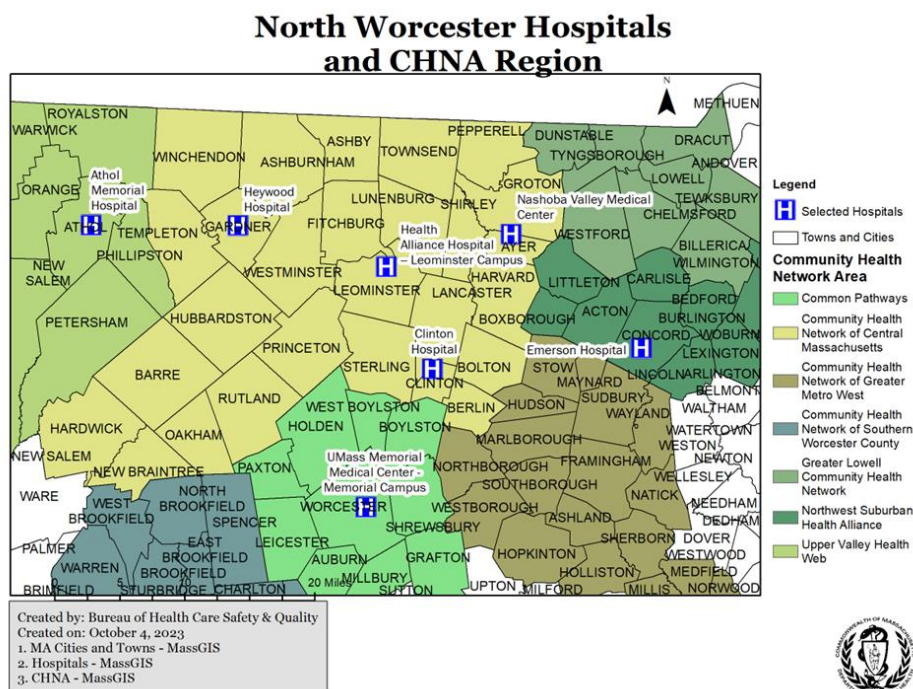 North Worcester Hospitals
and CHNA Region
N
METHUEN
ROYALSTON
WARWICK
ASHBY
PEPPERELL
TOWNSEND
DUNSTABLE
DRACUT
WINCHENDON
ASHBURNHAM
TYNGSBOROUGH
ANDOVER
Athol
Memorial
Hospital
Heywood
Hospital
ORANGE
LUNENBURG
SHIRLEY
GROTON
LOWELL
TEWKSBURY
CHELMSFORD
Nashoba Valley Medical
Center
ATHOL
TEMPLETON
GARDNER
FITCHBURG
Health
Alliance Hospital
– Leominster Campus
H
H
H
H
AYER
WESTFORD
BILLERICA
WILMINGTON
PHILLIPSTON
NEW
SALEM
WESTMINSTER
LEOMINSTER
HARVARD
LANCASTER
LITTLETON
CARLISLE
BEDFORD
PETERSHAM
HUBBARDSTON
BOXBOROUGH
ACTON
BURLINGTON
PRINCETON
Clinton
Hospital
H
CONCORD
WOBURN
Emerson Hospital
H
LEXINGTON
BARRE
STERLING
CLINTON
BOLTON
STOW
MAYNARD
LINCOLN
ARLINGTON
RUTLAND
WEST BOYLSTON
BERLIN
HUDSON
SUDBURY
WAYLAND
BELMONT
WALTHAM
HARDWICK
OAKHAM
HOLDEN
BOYLSTON
MARLBOROUGH
WATERTOWN
WESTON
NEW SALEM
NEW BRAINTREE
PAXTON
UMass Memorial
Medical Center -
Memorial Campus
NORTHBOROUGH
FRAMINGHAM
NEWTON
WELLESLEY
WARE
WEST
BROOKFIELD
NORTH
BROOKFIELD
WORCESTER
H
SOUTHBOROUGH
NATICK
NEEDHAM
SPENCER
SHREWSBURY
WESTBOROUGH
ASHLAND
DEDHAM
PALMER
EAST
BROOKFIELD
LEICESTER
SHERBORN
DOVER
WARREN
BROOKFIELD
AUBURN
GRAFTON
HOPKINTON
WESTWOOD
MEDFIELD
HOLLISTON
0 5 10 20 Miles
MILLBURY
BRIMFIELD
STURBRIDGE
CHARLTON
SUTTON
UPTON
MILFORD
MILLIS
NORWOOD
Legend
H Selected Hospitals
Towns and Cities
Community Health
Network Area
Common Pathways
Community Health
Network of Central
Massachusetts
Community Health
Network of Greater
Metro West
Community Health
Network of Southern
Worcester County
Greater Lowell
Community Health
Network
Northwest Suburban
Health Alliance
Upper Valley Health
Web
Created by: Bureau of Health Care Safety & Quality
Created on: October 4, 2023
1. MA Cities and Towns - MassGIS
2. Hospitals - MassGIS
3. CHNA - MassGIS